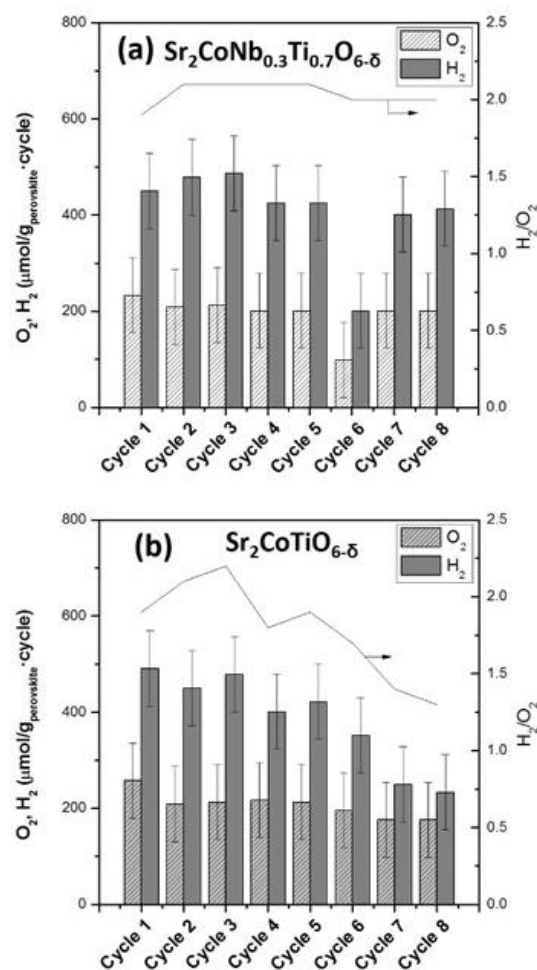 (a) Sr₂CoNb₀.₃Ti₀.₇O₆₋δ
O₂
H₂
800
600
400
200
0
O₂, H₂ (μmol/gperovskite·cycle)
2.5
2.0
1.5
1.0
0.5
0.0
H₂/O₂
Cycle 1
Cycle 2
Cycle 3
Cycle 4
Cycle 5
Cycle 6
Cycle 7
Cycle 8
(b) Sr₂CoTiO₆₋δ
O₂
H₂
800
600
400
200
0
O₂, H₂ (μmol/gperovskite·cycle)
2.5
2.0
1.5
1.0
0.5
0.0
H₂/O₂
Cycle 1
Cycle 2
Cycle 3
Cycle 4
Cycle 5
Cycle 6
Cycle 7
Cycle 8